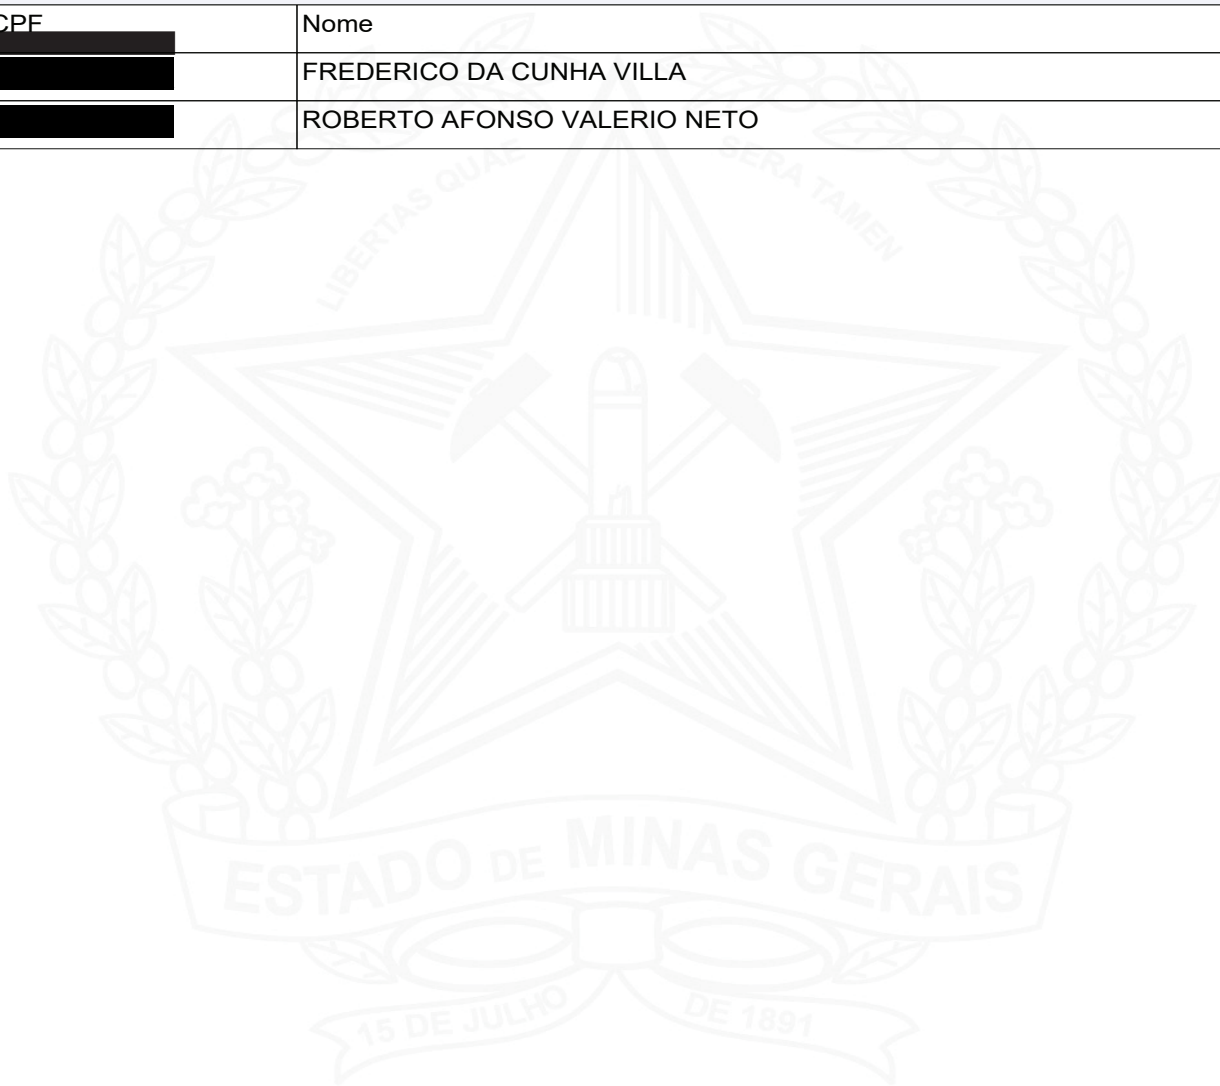 CPF Nome
FREDERICO DA CUNHA VILLA
ROBERTO AFONSO VALERIO NETO
LIBERTAS QUAE SERA TAMEN
ESTADO DE MINAS GERAIS
15 DE JULHO DE 1891